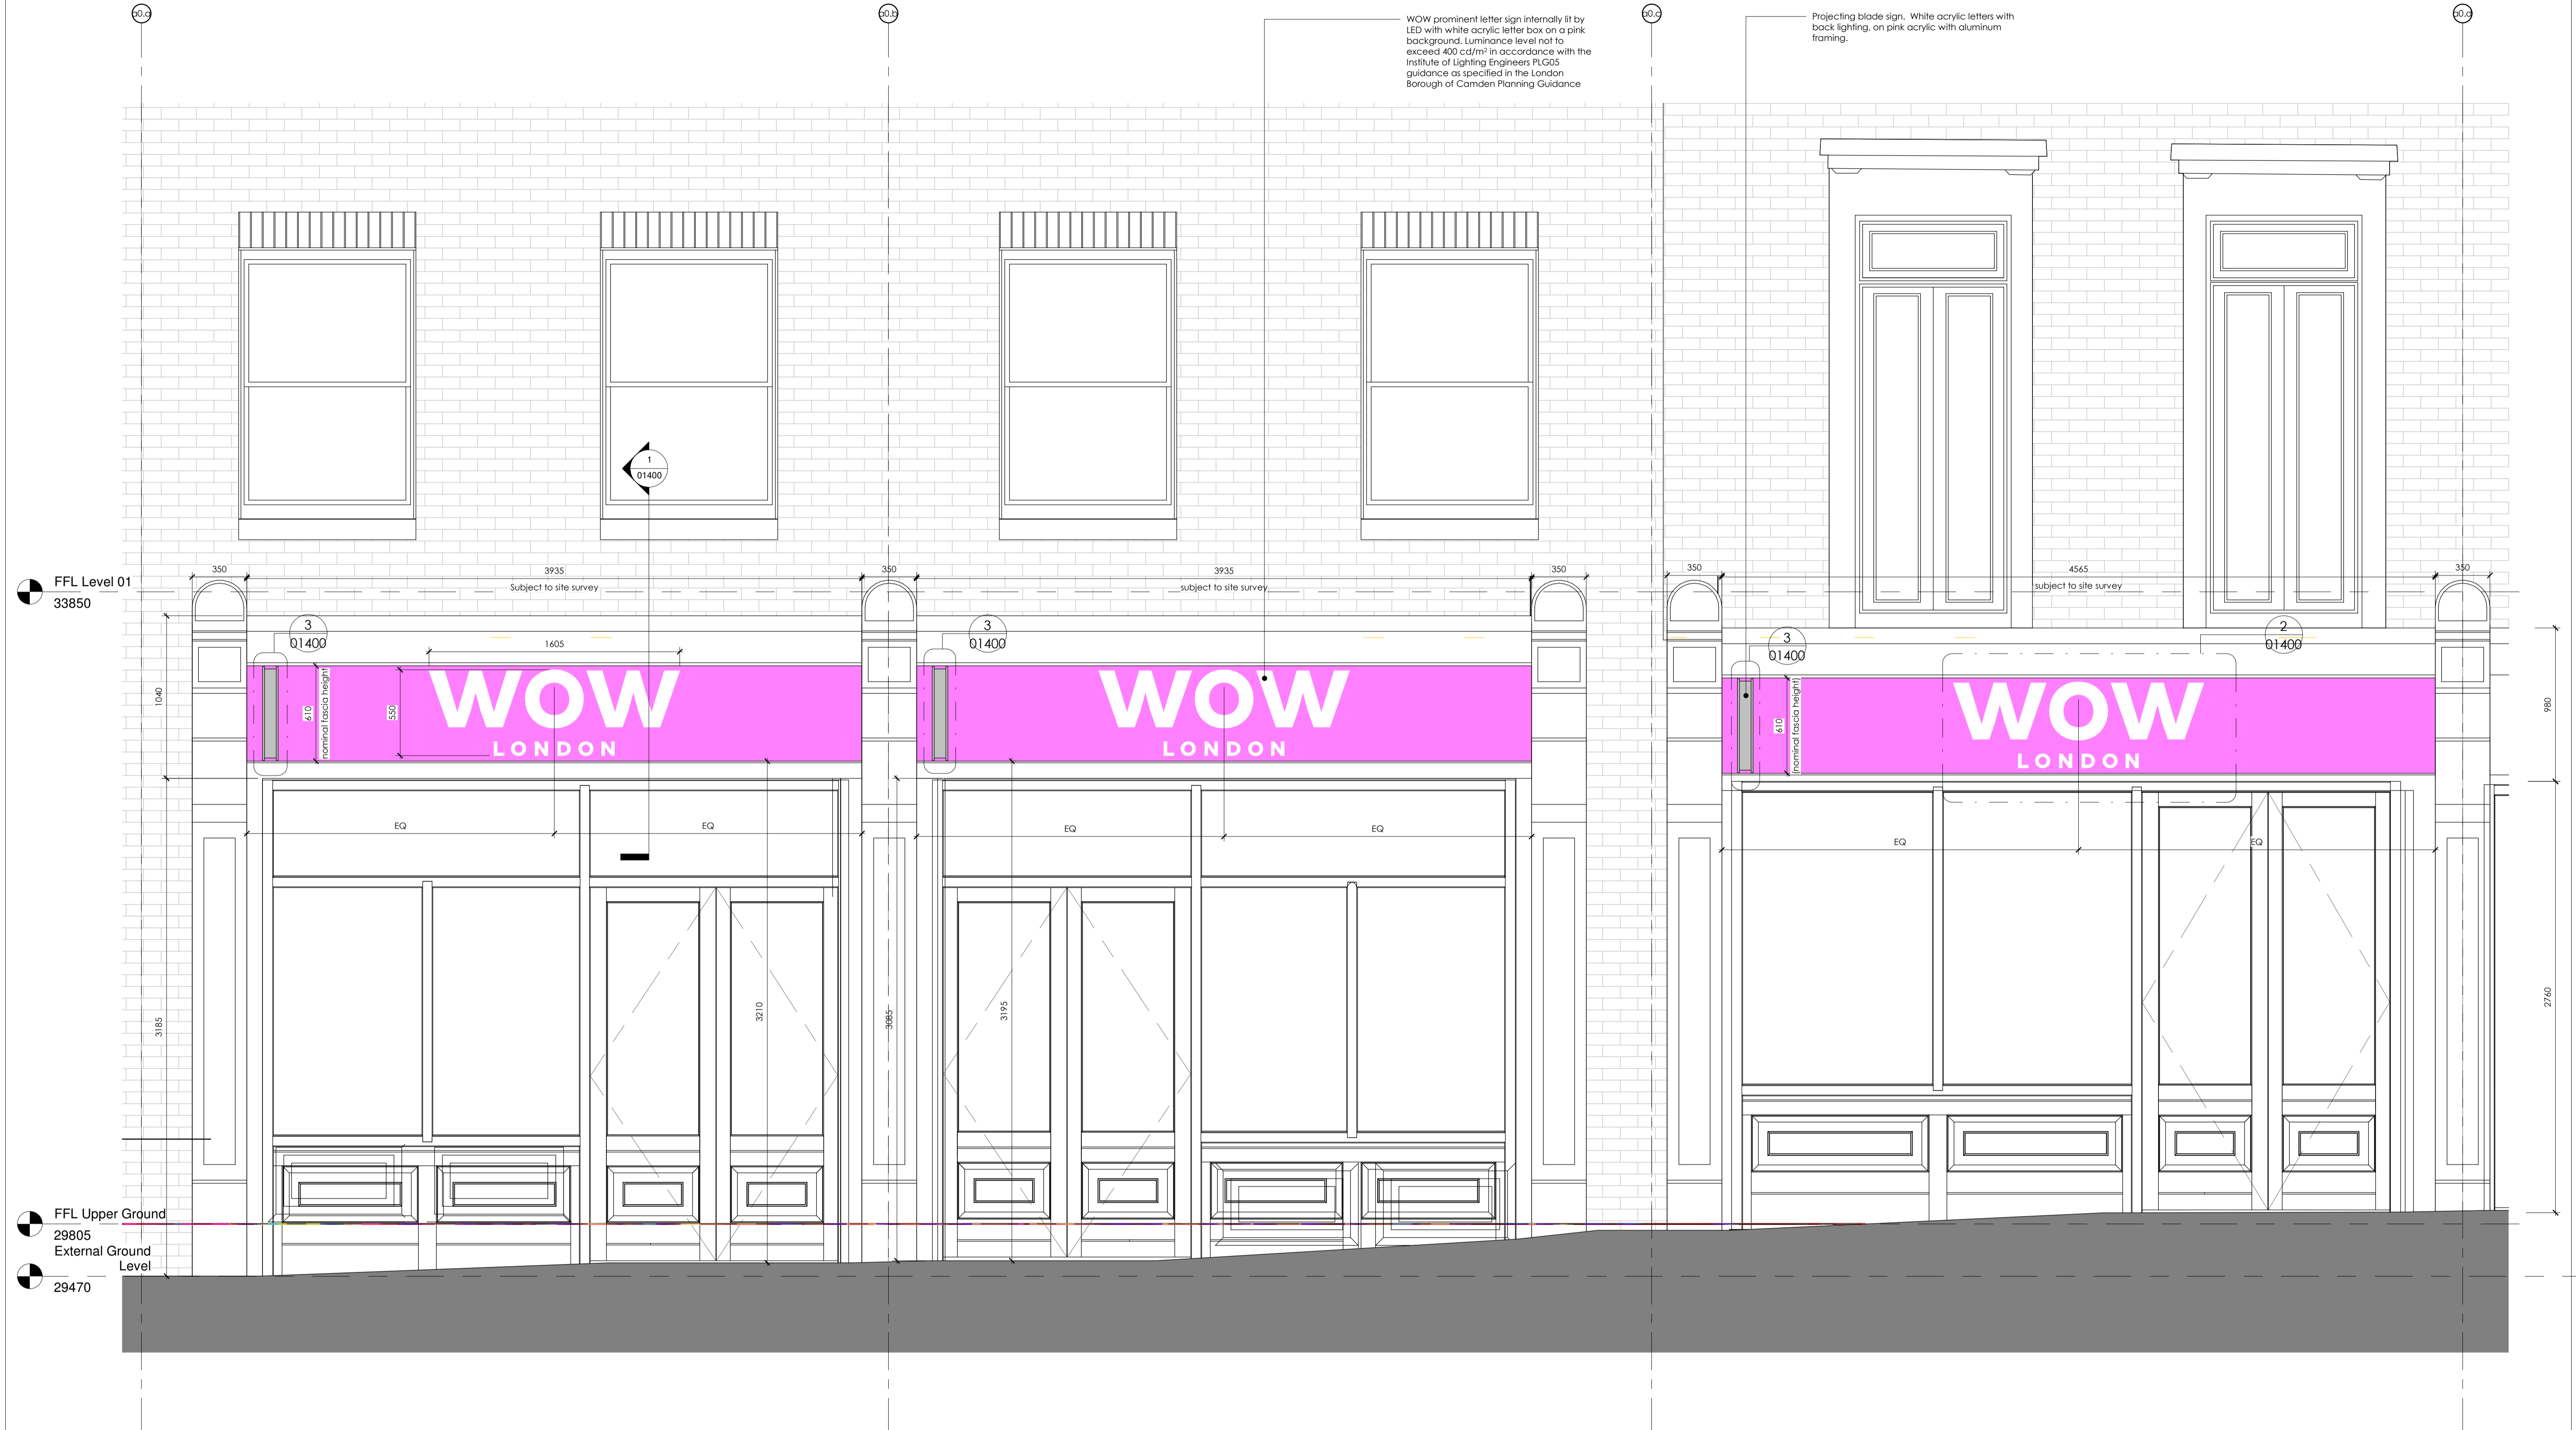 a0.a
a0.b
a0.c
a0.d
WOW prominent letter sign internally lit by
LED with white acrylic letter box on a pink
background. Luminance level not to
exceed 400 cd/m² in accordance with the
Institute of Lighting Engineers PLG05
guidance as specified in the London
Borough of Camden Planning Guidance
Projecting blade sign. White acrylic letters with
back lighting, on pink acrylic with aluminum
framing.
1
01400
FFL Level 01
33850
350
3935
Subject to site survey
350
3935
subject to site survey
350
350
4565
subject to site survey
350
3
01400
1605
3
01400
3
01400
2
01400
1040
610
nominal fascia height
550
WOW
LONDON
WOW
LONDON
610
(nominal fascia height)
WOW
LONDON
980
EQ
EQ
EQ
EQ
EQ
EQ
3185
3210
3085
3195
2760
FFL Upper Ground
29805
External Ground
Level
29470